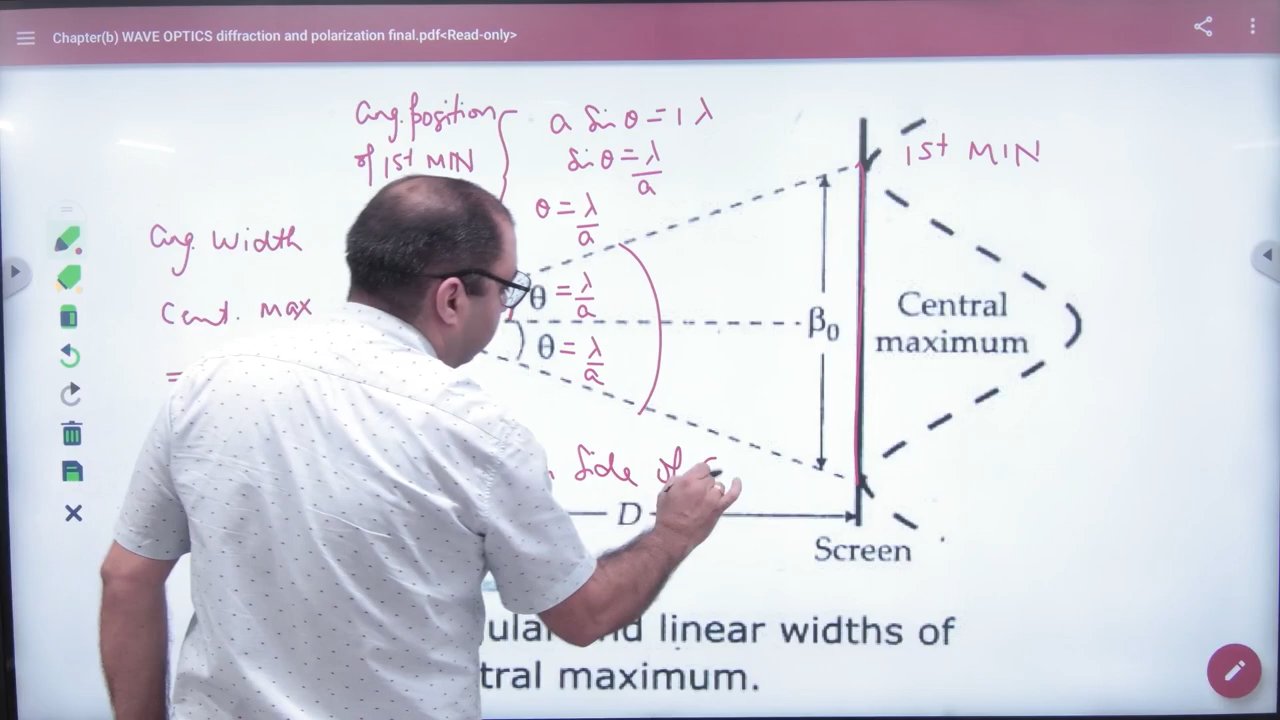 Chapter(b) WAVE OPTICS diffraction and polarization final.pdf<Read-only>
ang. position
of 1st MIN
a sin θ = 1 λ
sin θ = λ/a
θ = λ/a
1st MIN
ang. width
cent. max
=
θ = λ/a
θ = λ/a
β₀
Central
maximum
side of
D
Screen
and linear widths of
tral maximum.